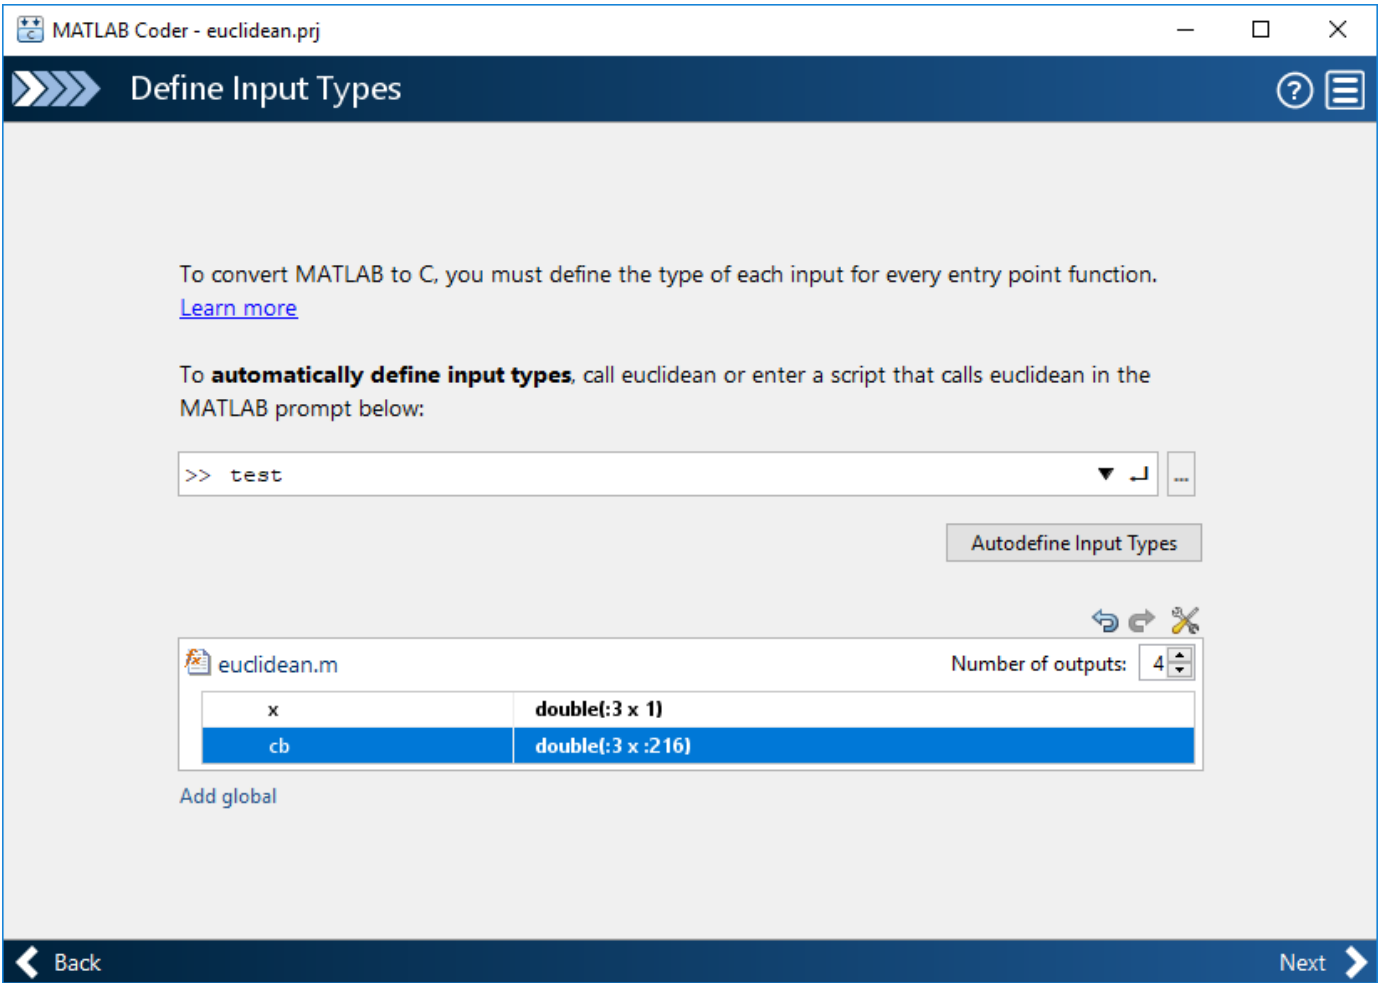 MATLAB Coder - euclidean.prj
Define Input Types
To convert MATLAB to C, you must define the type of each input for every entry point function.
Learn more
To automatically define input types, call euclidean or enter a script that calls euclidean in the
MATLAB prompt below:
>> test
...
Autodefine Input Types
euclidean.m Number of outputs: 4
x double(:3 x 1)
cb double(:3 x :216)
Add global
Back Next